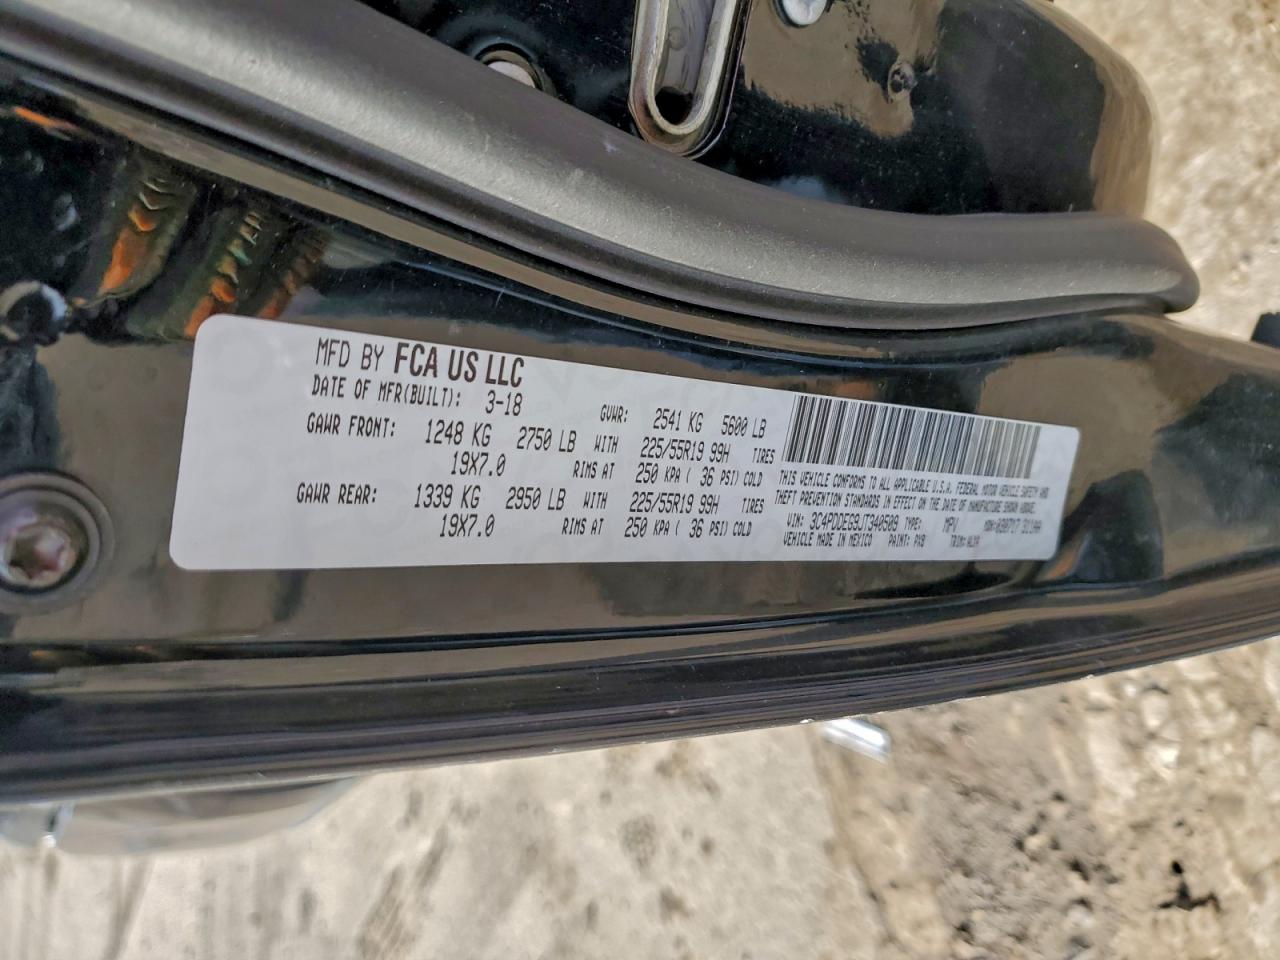 MFD BY FCA US LLC
DATE OF MFR(BUILT): 3-18 GVWR: 2541 KG 5600 LB
GAWR FRONT: 1248 KG 2750 LB WITH 225/55R19 99H TIRES
19X7.0 RIMS AT 250 KPA ( 36 PSI) COLD
GAWR REAR: 1339 KG 2950 LB WITH 225/55R19 99H TIRES
19X7.0 RIMS AT 250 KPA ( 36 PSI) COLD
THIS VEHICLE CONFORMS TO ALL APPLICABLE U.S.A. FEDERAL MOTOR VEHICLE SAFETY AND
THEFT PREVENTION STANDARDS IN EFFECT ON THE DATE OF MANUFACTURE SHOWN ABOVE.
VIN: 3C4PDDEG9JT340509 TYPE: MPV MDH:
VEHICLE MADE IN MEXICO PAINT: PX8 TRIM: